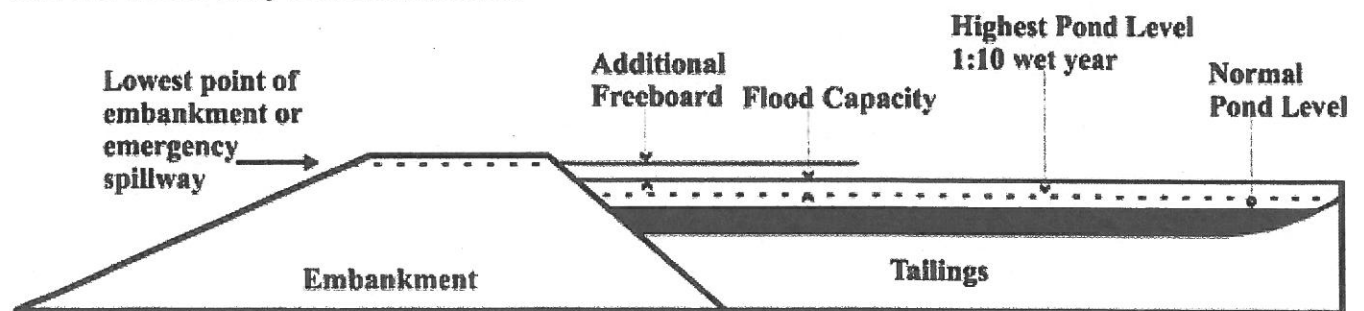 Lowest point of
embankment or
emergency
spillway
Additional
Freeboard
Flood Capacity
Highest Pond Level
1:10 wet year
Normal
Pond Level
Embankment
Tailings